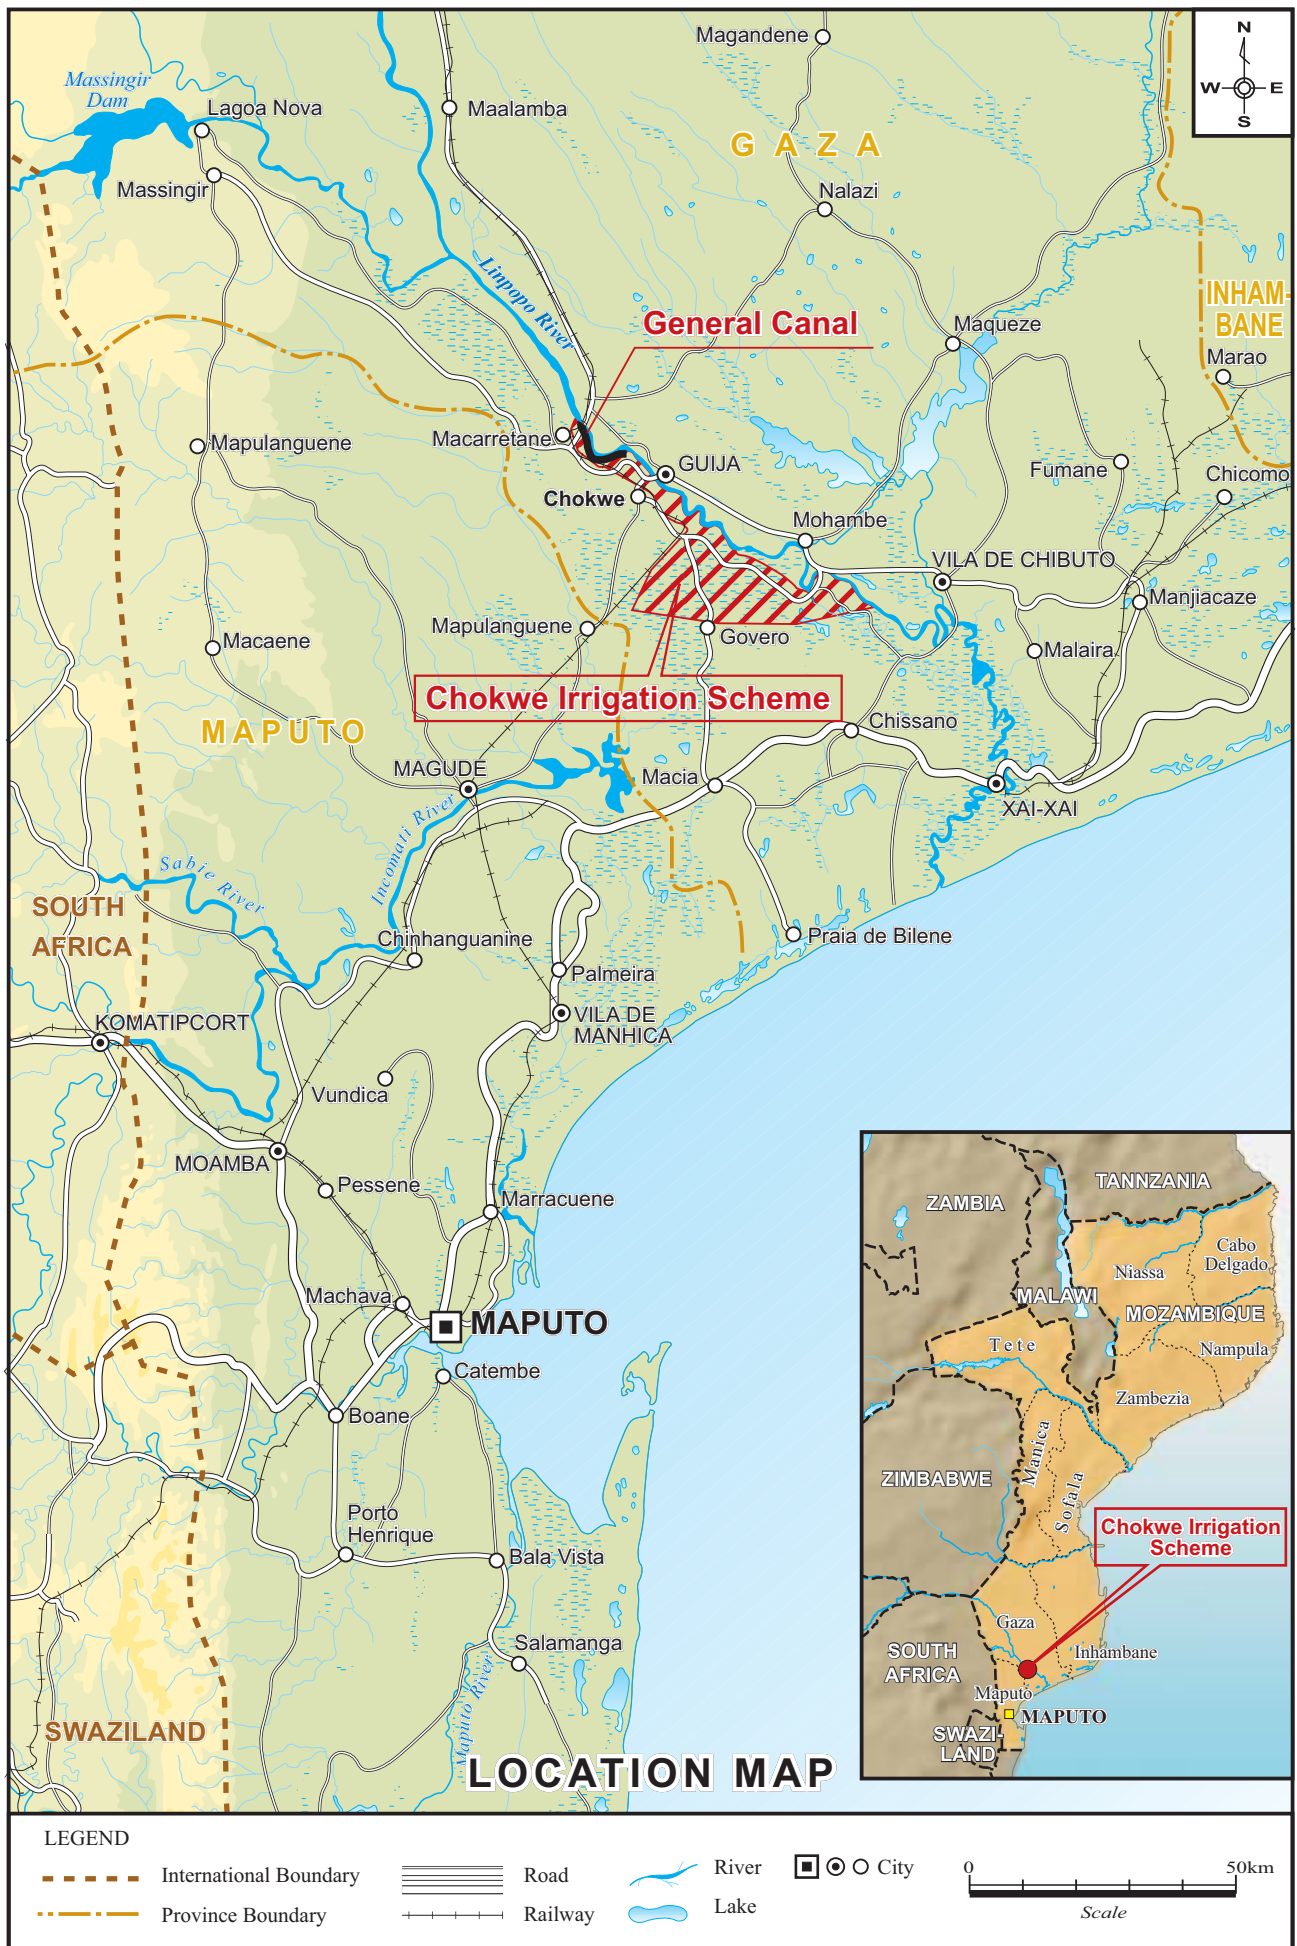 Massingir
Dam
Lagoa Nova
Massingir
Maalamba
Magandene
GAZA
Nalazi
N
W
E
S
Linpopo River
General Canal
Maqueze
INHAM-
BANE
Marao
Macarretane
Mapulanguene
GUIJA
Chokwe
Fumane
Chicomo
Mohambe
VILA DE CHIBUTO
Manjiacaze
Mapulanguene
Govero
Macaene
Malaira
Chokwe Irrigation Scheme
MAPUTO
Chissano
MAGUDE
Macia
XAI-XAI
Incomati River
Sabie River
SOUTH
AFRICA
Chinhanguanine
Praia de Bilene
Palmeira
VILA DE
MANHICA
KOMATIPCORT
Vundica
MOAMBA
Pessene
Marracuene
Machava
MAPUTO
Catembe
Boane
Porto
Henrique
Bala Vista
Salamanga
Maputo River
SWAZILAND
LOCATION MAP
TANNZANIA
ZAMBIA
Cabo
Delgado
Niassa
MALAWI
MOZAMBIQUE
Tete
Nampula
Zambezia
Manica
ZIMBABWE
Sofala
Chokwe Irrigation
Scheme
Gaza
SOUTH
AFRICA
Inhambane
Maputo
MAPUTO
SWAZI-
LAND
LEGEND
International Boundary
Province Boundary
Road
Railway
River
Lake
City
0
50km
Scale